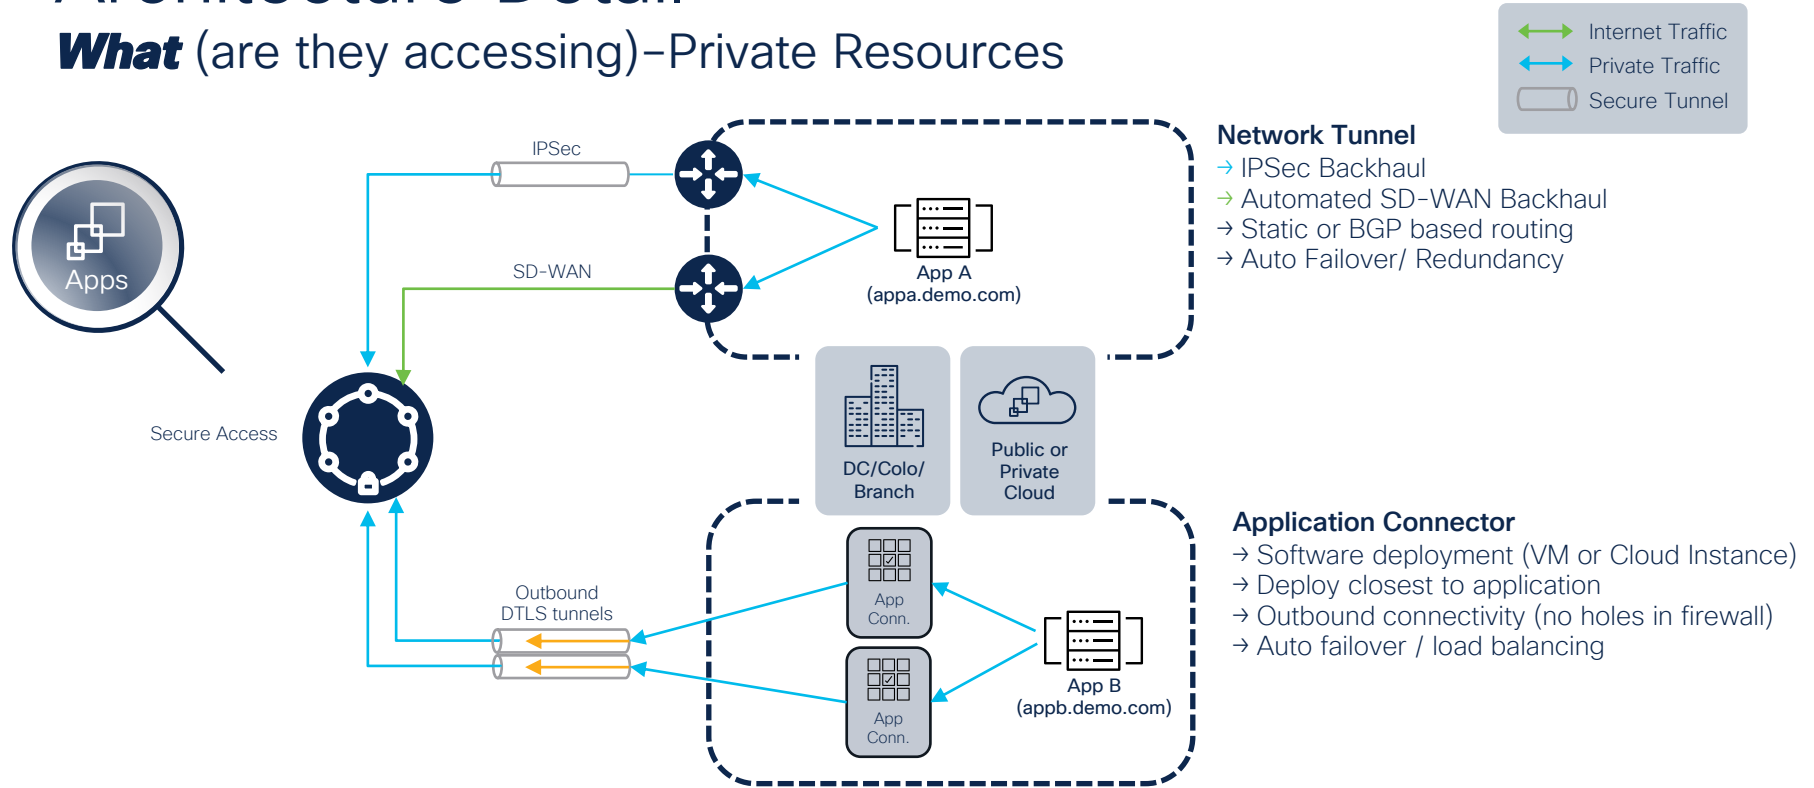 Architecture Detail
What (are they accessing)–Private Resources
Internet Traffic
Private Traffic
Secure Tunnel
Apps
IPSec
SD-WAN
App A
(appa.demo.com)
Network Tunnel
→ IPSec Backhaul
→ Automated SD-WAN Backhaul
→ Static or BGP based routing
→ Auto Failover/ Redundancy
Secure Access
DC/Colo/
Branch
Public or
Private
Cloud
Outbound
DTLS tunnels
App
Conn.
App
Conn.
App B
(appb.demo.com)
Application Connector
→ Software deployment (VM or Cloud Instance)
→ Deploy closest to application
→ Outbound connectivity (no holes in firewall)
→ Auto failover / load balancing